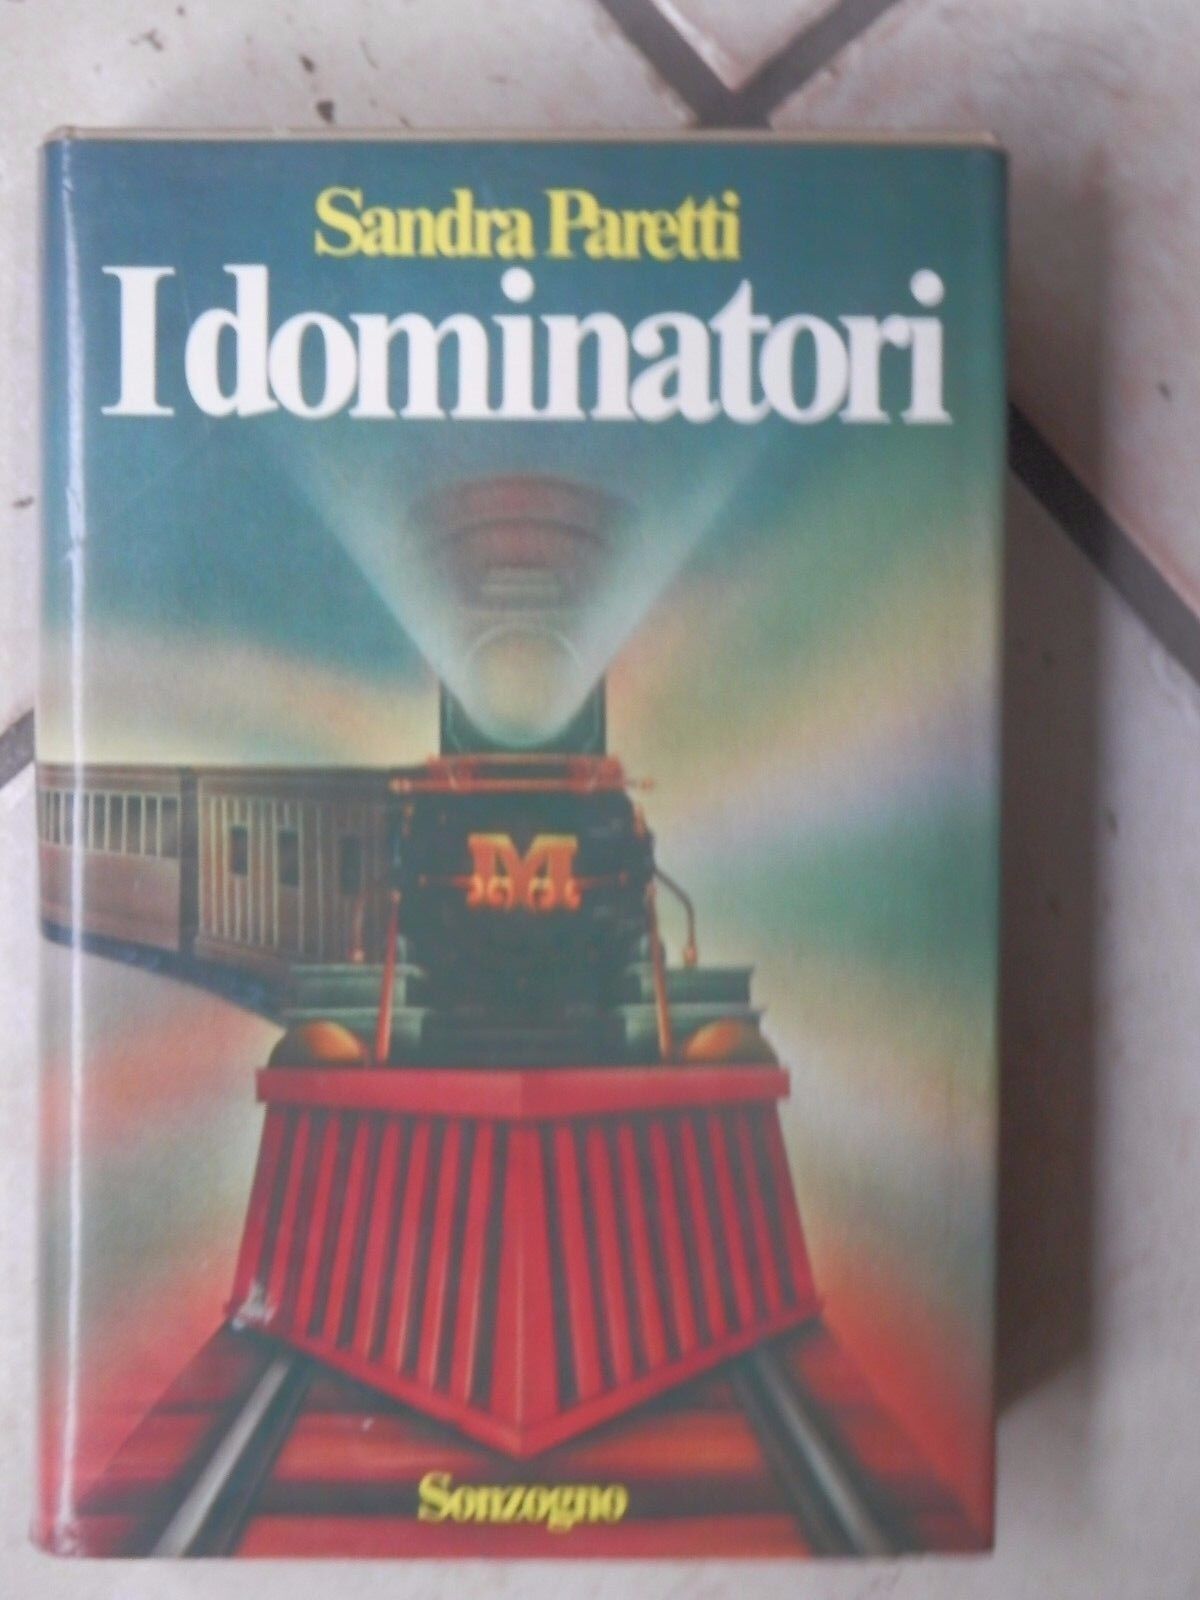 Sandra Paretti
I dominatori
M
Sonzogno